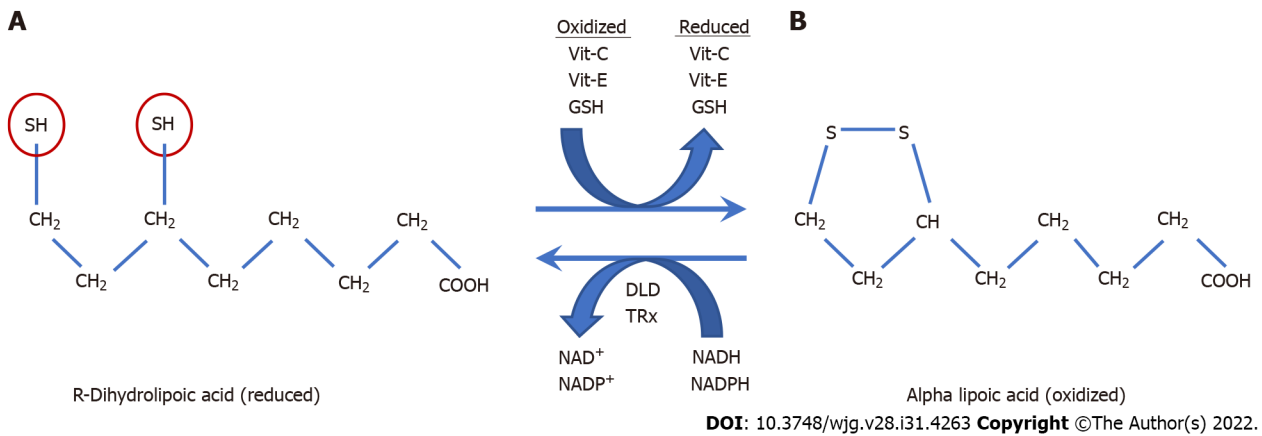 A
B
Oxidized Reduced
Vit-C Vit-C
Vit-E Vit-E
GSH GSH
SH SH
S S
CH₂ CH₂ CH₂ CH₂
CH₂ CH₂ CH₂ COOH
CH₂ CH CH₂ CH₂
CH₂ CH₂ CH₂ COOH
DLD
TRx
NAD⁺ NADH
NADP⁺ NADPH
R-Dihydrolipoic acid (reduced)
Alpha lipoic acid (oxidized)
DOI: 10.3748/wjg.v28.i31.4263 Copyright ©The Author(s) 2022.